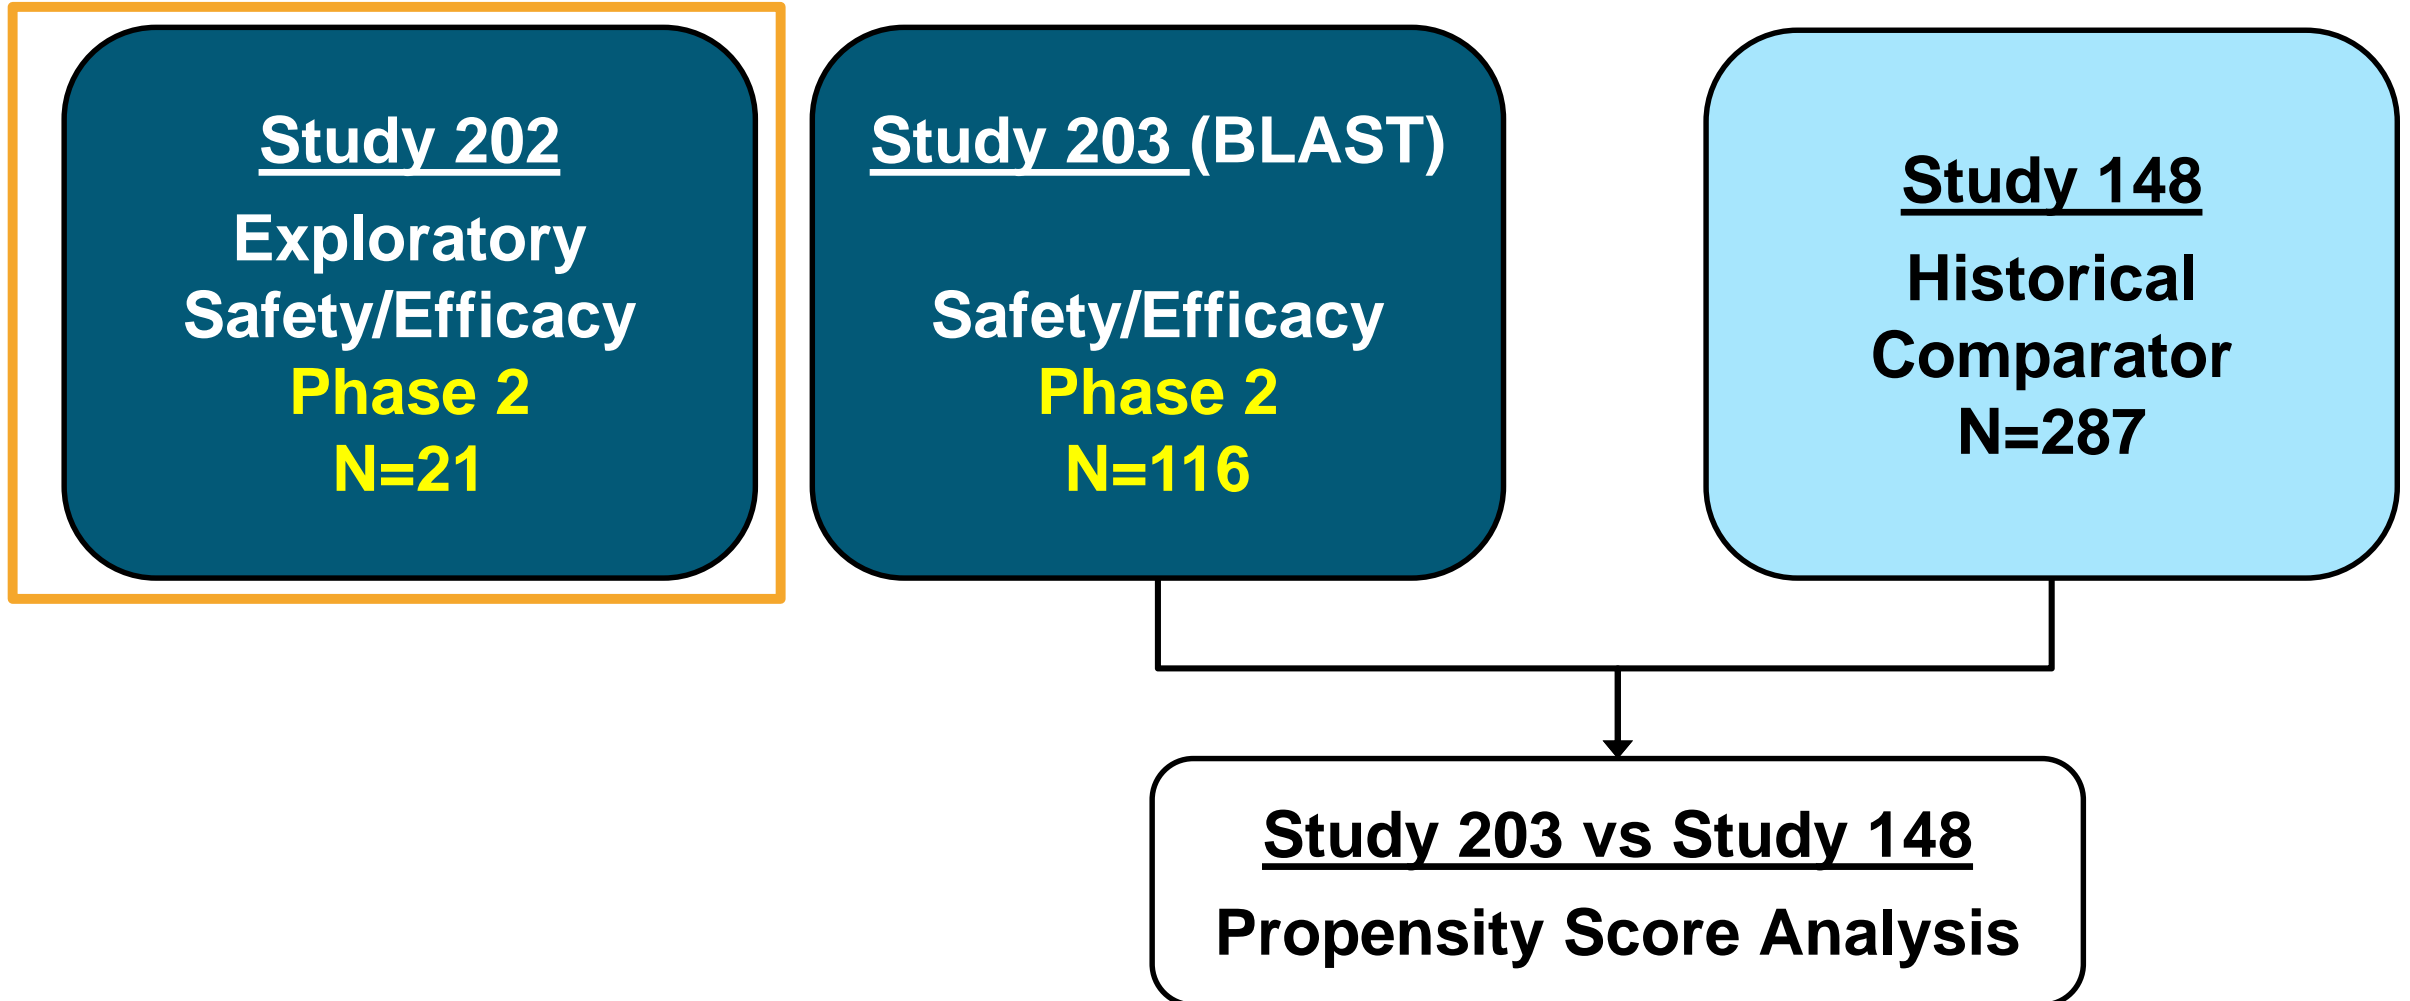 Study 202
Exploratory
Safety/Efficacy
Phase 2
N=21
Study 203 (BLAST)
Safety/Efficacy
Phase 2
N=116
Study 148
Historical
Comparator
N=287
Study 203 vs Study 148
Propensity Score Analysis